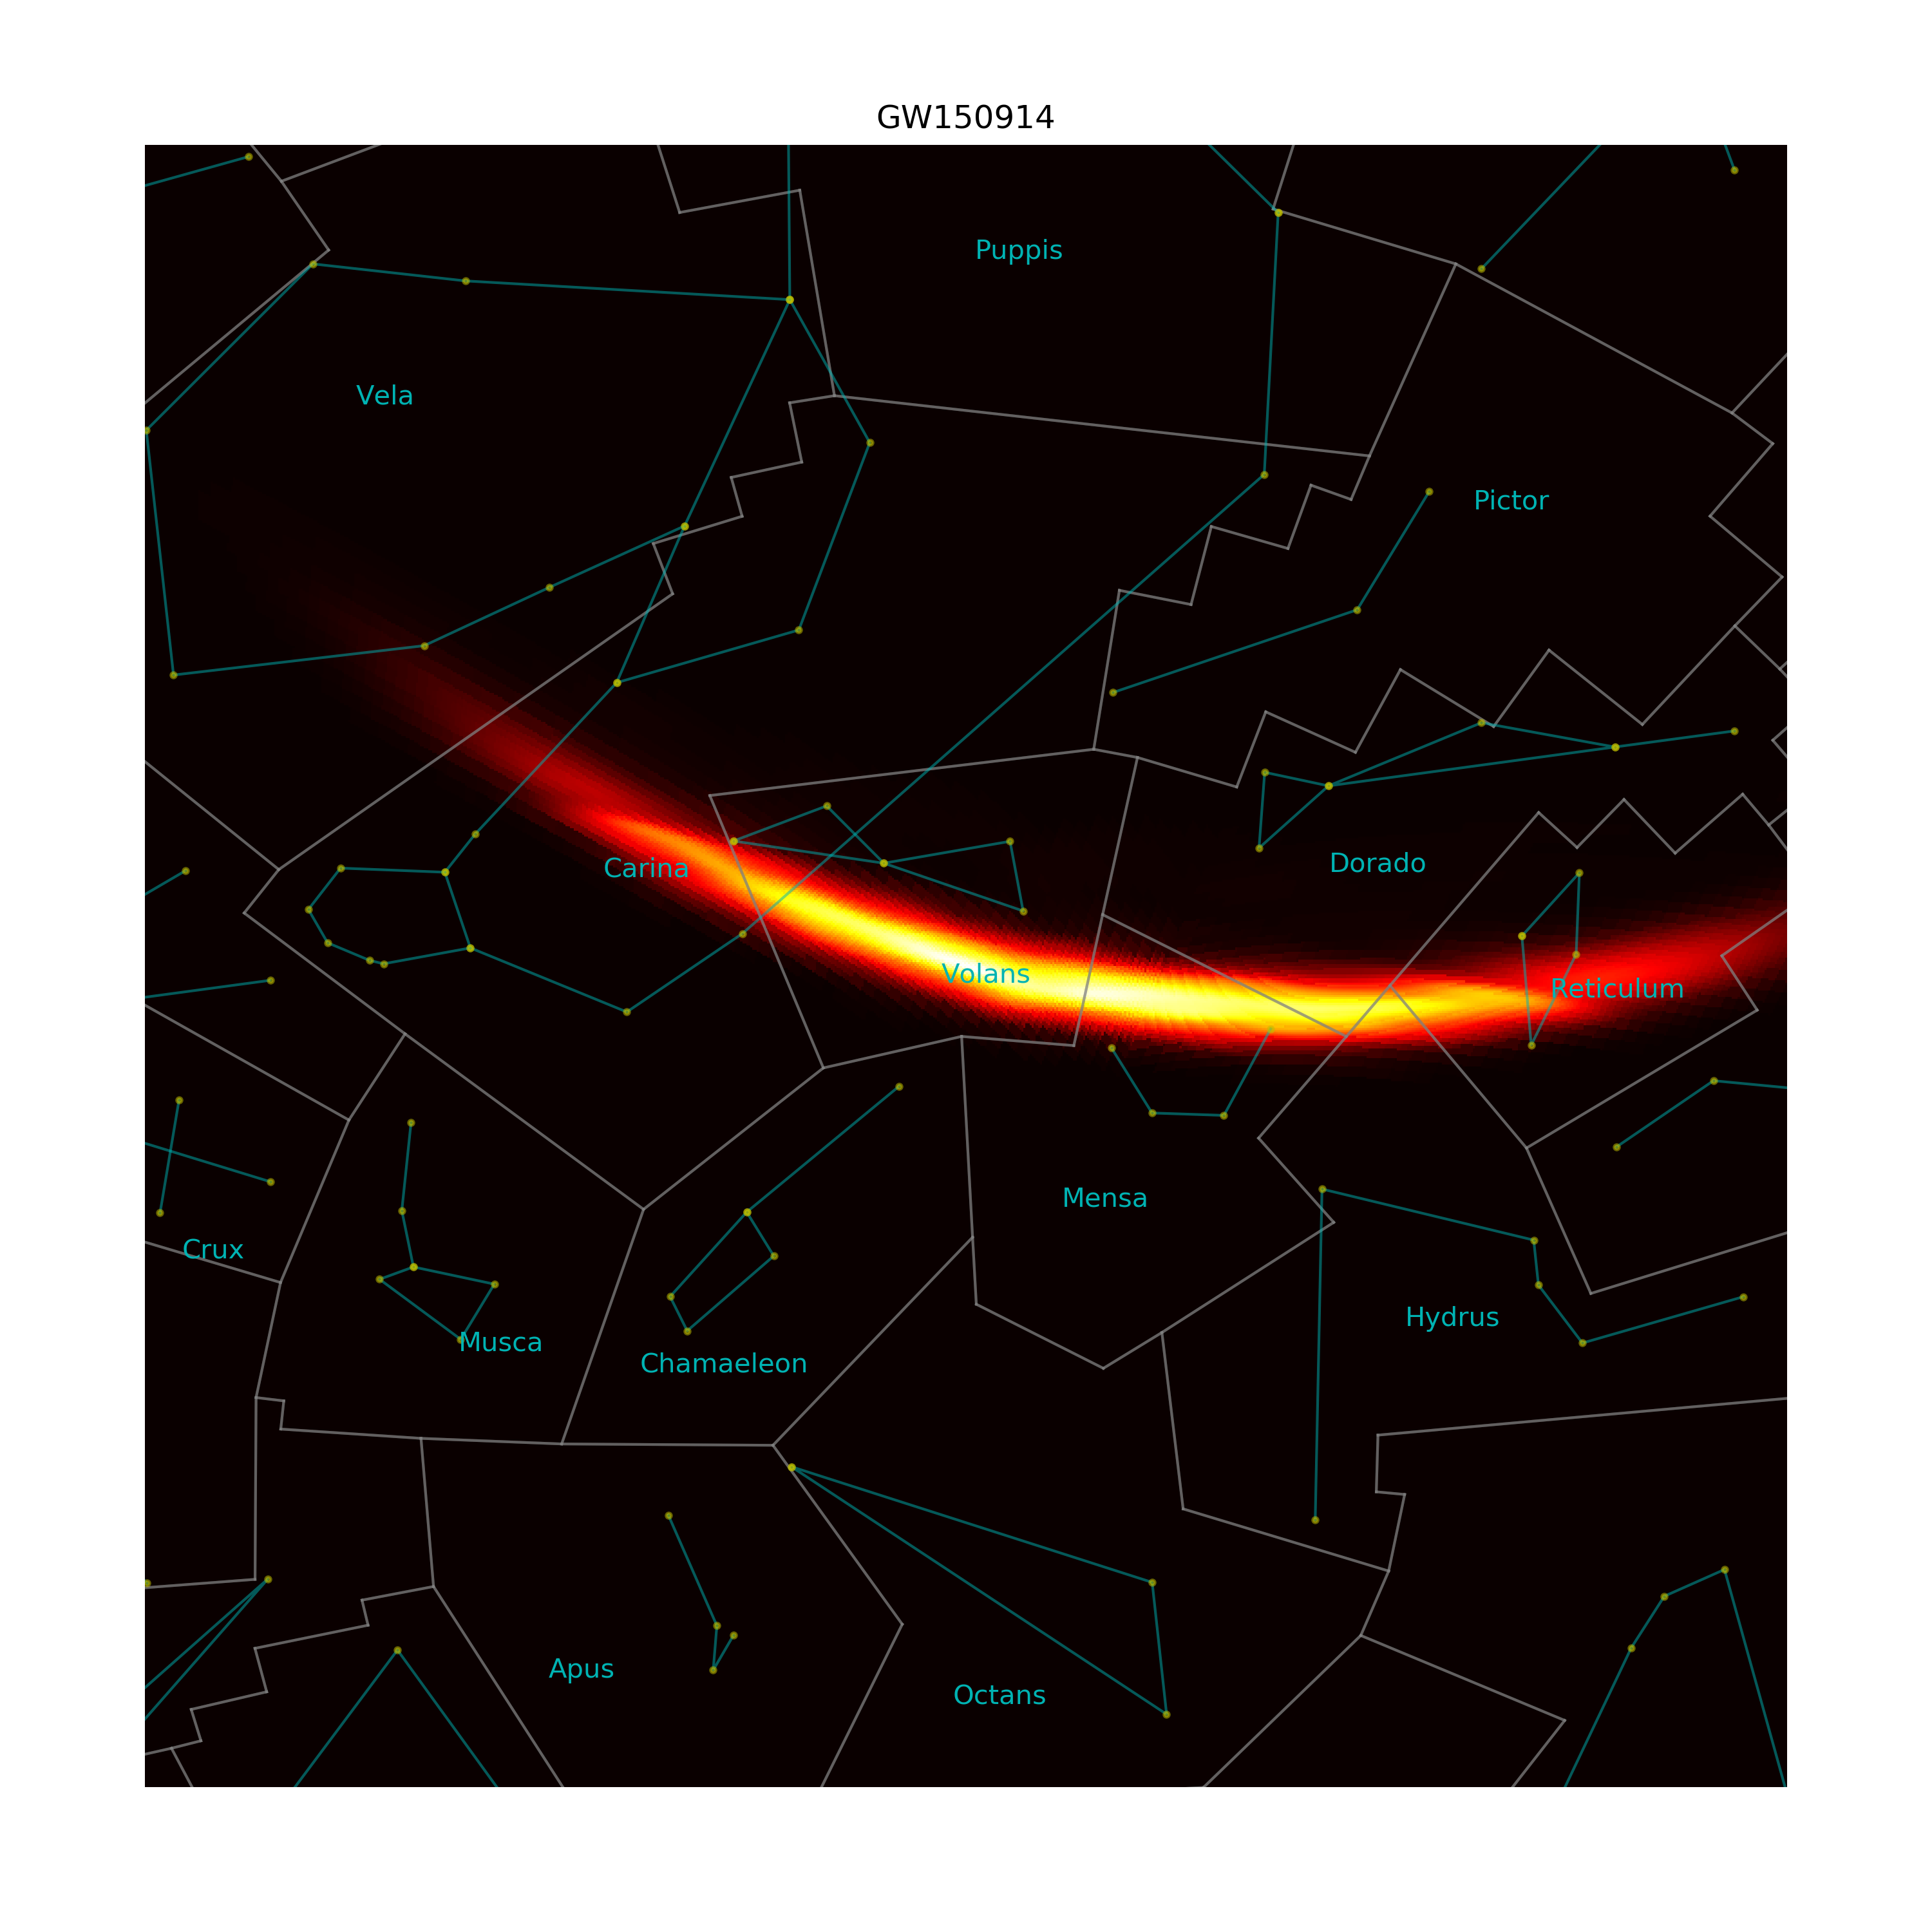 GW150914
Puppis
Vela
Pictor
Carina
Dorado
Volans
Reticulum
Mensa
Crux
Hydrus
Musca
Chamaeleon
Apus
Octans